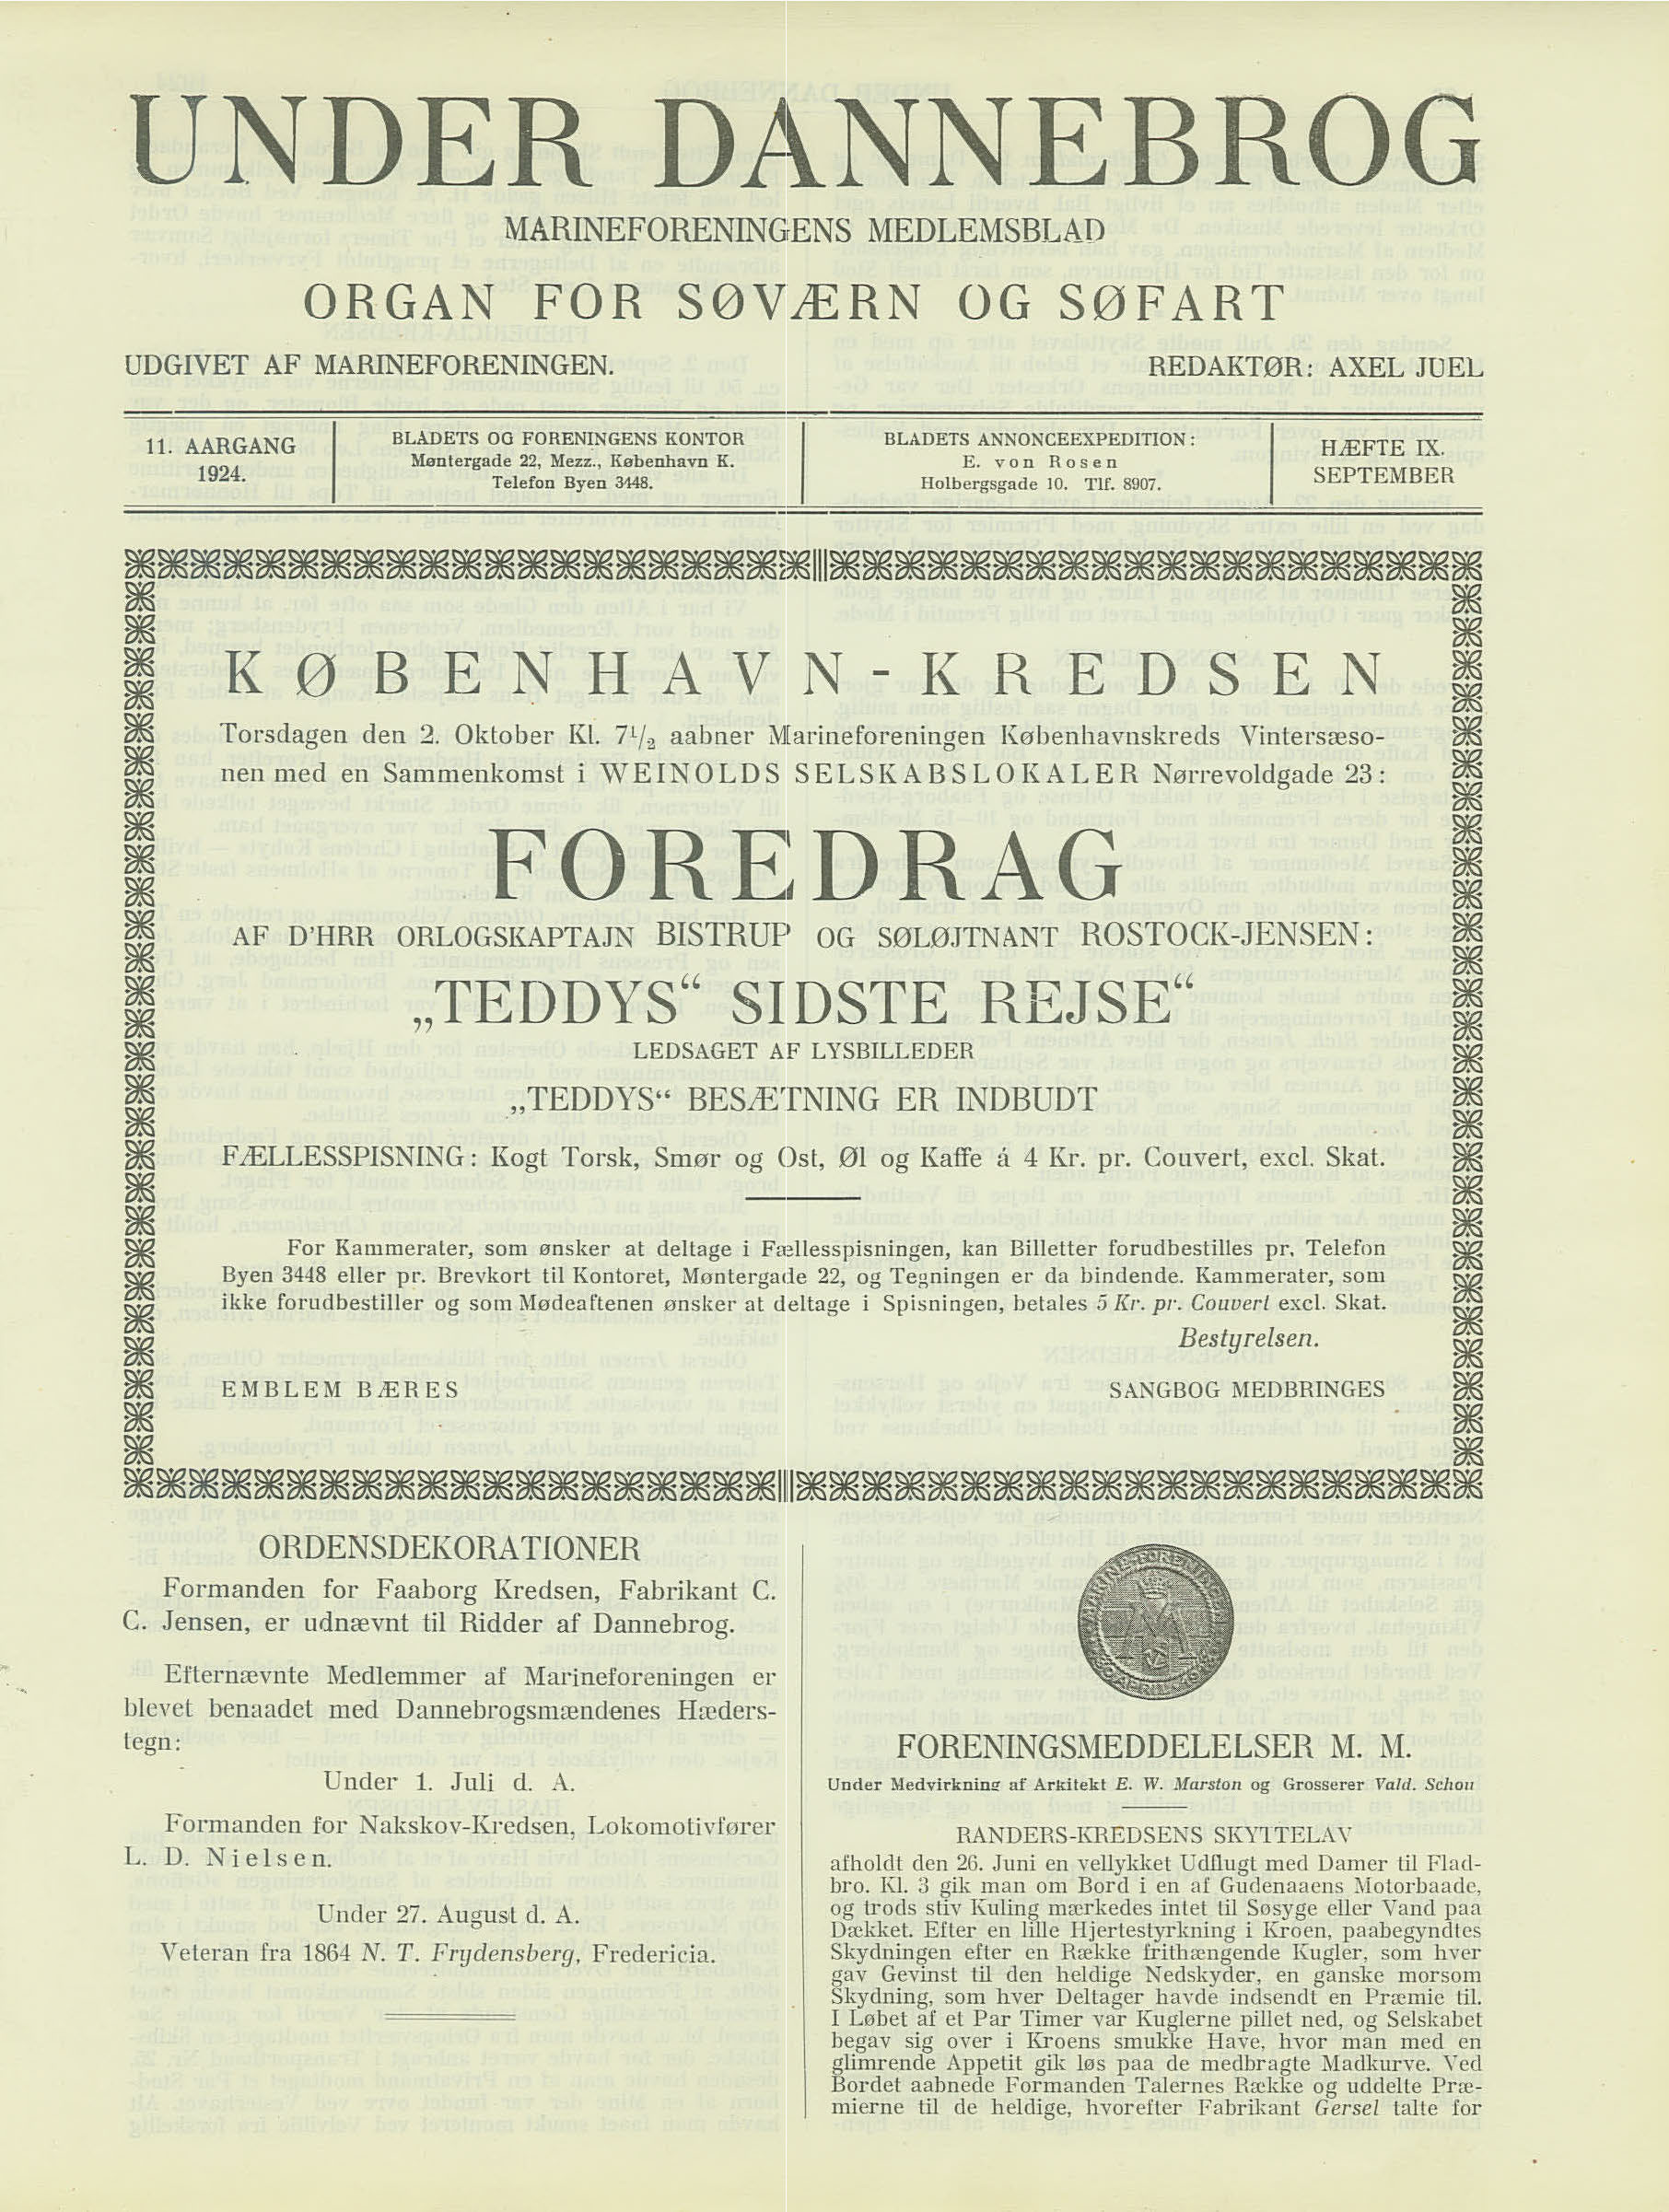 UNDER DANNEBROG
MARINEFORENINGENS MEDLEMSBLAD
ORGAN FOR SØVÆRN OG SØFART
UDGIVET AF MARINEFORENINGEN.
REDAKTØR: AXEL JUEL
11. AARGANG
1924.
BLADETS OG FORENINGENS KONTOR
Møntergade 22, Mezz., København K.
Telefon Byen 3448.
BLADETS ANNONCEEXPEDITION:
E. von Rosen
Holbergsgade 10. Tlf. 8907.
HÆFTE IX.
SEPTEMBER
KØBENHAVN-KREDSEN
Torsdagen den 2. Oktober Kl. 7½ aabner Marineforeningen Københavnskreds Vintersæso-
nen med en Sammenkomst i WEINOLDS SELSKABSLOKALER Nørrevoldgade 23:
FOREDRAG
AF D'HRR ORLOGSKAPTAJN BISTRUP OG SØLØJTNANT ROSTOCK-JENSEN:
„TEDDYS“ SIDSTE REJSE“
LEDSAGET AF LYSBILLEDER
„TEDDYS“ BESÆTNING ER INDBUDT
FÆLLESSPISNING: Kogt Torsk, Smør og Ost, Øl og Kaffe á 4 Kr. pr. Couvert, excl. Skat.
For Kammerater, som ønsker at deltage i Fællesspisningen, kan Billetter forudbestilles pr. Telefon
Byen 3448 eller pr. Brevkort til Kontoret, Møntergade 22, og Tegningen er da bindende. Kammerater, som
ikke forudbestiller og som Mødeaftenen ønsker at deltage i Spisningen, betales 5 Kr. pr. Couvert excl. Skat.
Bestyrelsen.
EMBLEM BÆRES
SANGBOG MEDBRINGES
ORDENSDEKORATIONER
Formanden for Faaborg Kredsen, Fabrikant C.
C. Jensen, er udnævnt til Ridder af Dannebrog.
Efternævnte Medlemmer af Marineforeningen er
blevet benaadet med Dannebrogsmændenes Hæders-
tegn:
Under 1. Juli d. A.
Formanden for Nakskov-Kredsen, Lokomotivfører
L. D. Nielsen.
Under 27. August d. A.
Veteran fra 1864 N. T. Frydensberg, Fredericia.
MARINEFORENINGEN
FORENINGSMEDDELELSER M. M.
Under Medvirkning af Arkitekt E. W. Marston og Grosserer Vald. Schou
RANDERS-KREDSENS SKYTTELAV
afholdt den 26. Juni en vellykket Udflugt med Damer til Flad-
bro. Kl. 3 gik man om Bord i en af Gudenaaens Motorbaade,
og trods stiv Kuling mærkedes intet til Søsyge eller Vand paa
Dækket. Efter en lille Hjertestyrkning i Kroen, paabegyndtes
Skydningen efter en Række frithængende Kugler, som hver
gav Gevinst til den heldige Nedskyder, en ganske morsom
Skydning, som hver Deltager havde indsendt en Præmie til.
I Løbet af et Par Timer var Kuglerne pillet ned, og Selskabet
begav sig over i Kroens smukke Have, hvor man med en
glimrende Appetit gik løs paa de medbragte Madkurve. Ved
Bordet aabnede Formanden Talernes Række og uddelte Præ-
mierne til de heldige, hvorefter Fabrikant Gersel talte for